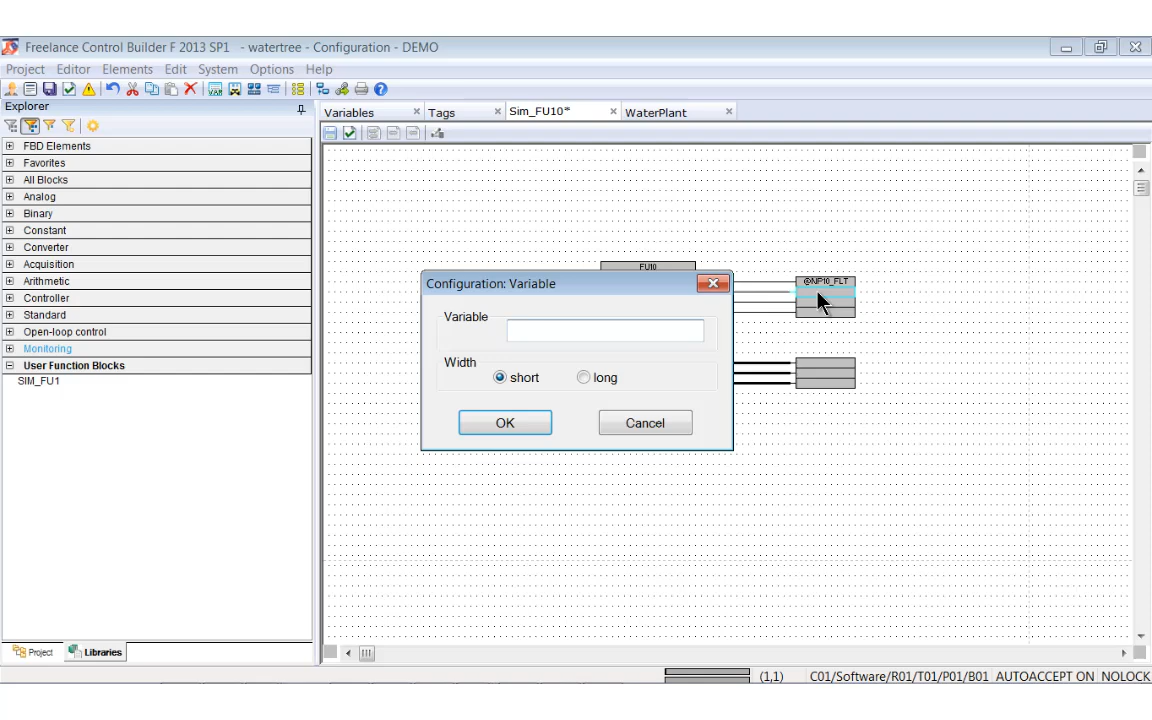 Freelance Control Builder F 2013 SP1 - watertree - Configuration - DEMO
Project Editor Elements Edit System Options Help
Explorer
Variables Tags Sim_FU10* WaterPlant
FBD Elements
Favorites
All Blocks
Analog
Binary
Constant
Converter
Acquisition
Arithmetic
Controller
Standard
Open-loop control
Monitoring
User Function Blocks
SIM_FU1
FU10
@NP10_FLT
Configuration: Variable
Variable
Width
short long
OK Cancel
Project Libraries
(1,1) C01/Software/R01/T01/P01/B01 AUTOACCEPT ON NOLOCK